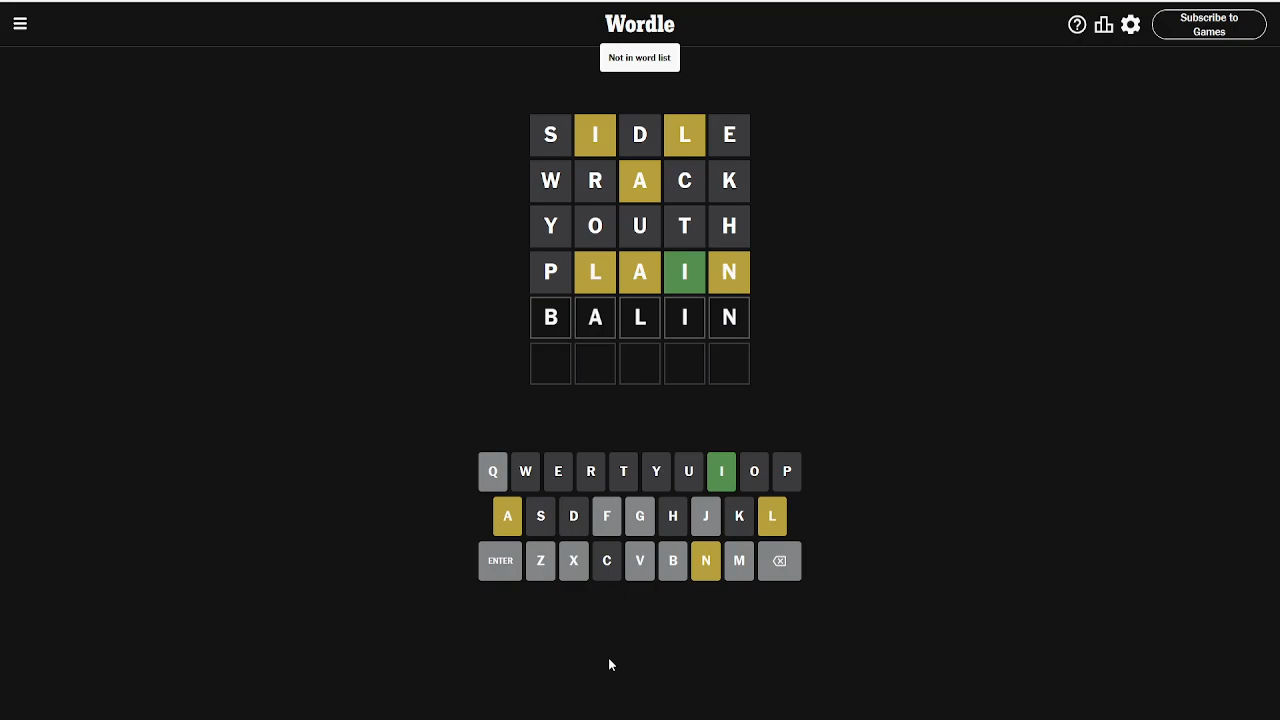 Wordle
Subscribe to
Games
Not in word list
S I D L E
W R A C K
Y O U T H
P L A I N
B A L I N
Q W E R T Y U I O P
A S D F G H J K L
ENTER Z X C V B N M